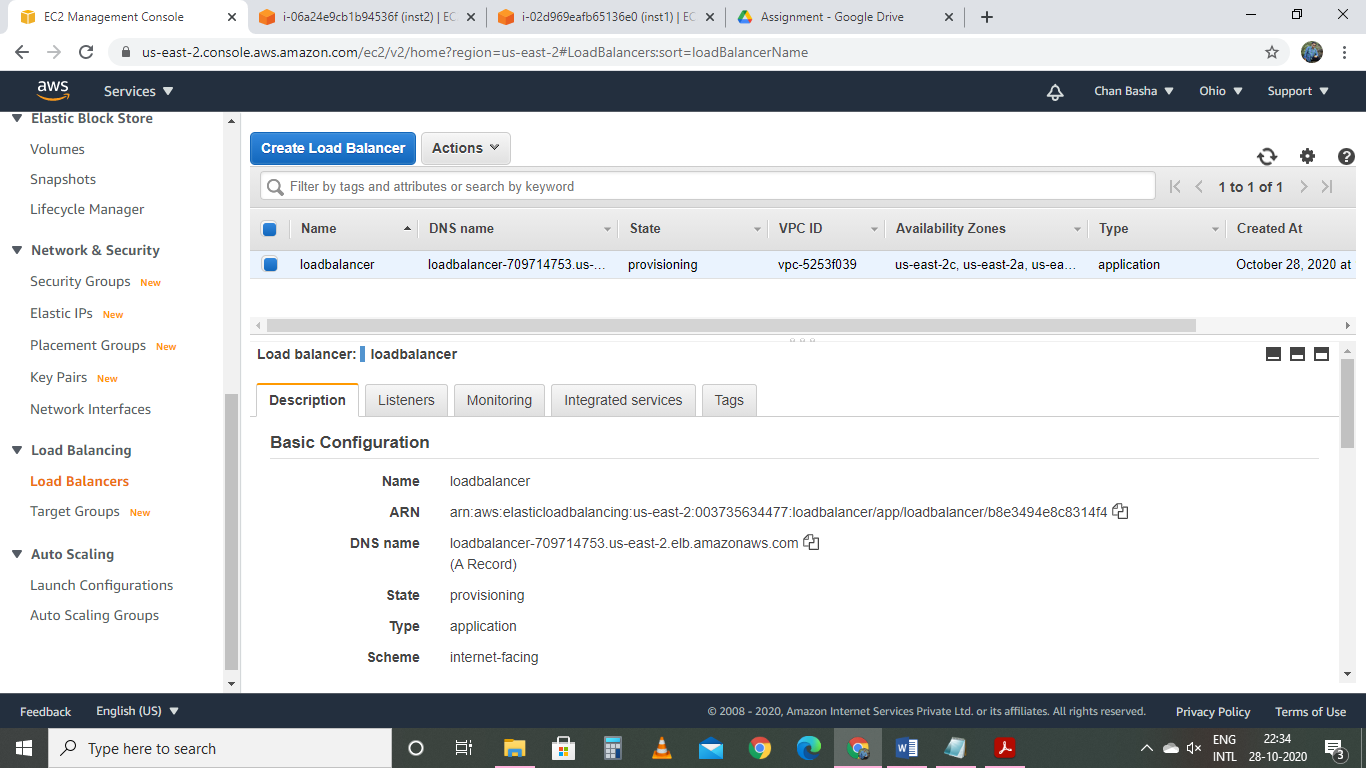 EC2 Management Console
i-06a24e9cb1b94536f (inst2) | EC
i-02d969eafb65136e0 (inst1) | EC
Assignment - Google Drive
us-east-2.console.aws.amazon.com/ec2/v2/home?region=us-east-2#LoadBalancers:sort=loadBalancerName
aws
Services
Chan Basha
Ohio
Support
Elastic Block Store
Volumes
Snapshots
Lifecycle Manager
Network & Security
Security Groups New
Elastic IPs New
Placement Groups New
Key Pairs New
Network Interfaces
Load Balancing
Load Balancers
Target Groups New
Auto Scaling
Launch Configurations
Auto Scaling Groups
Create Load Balancer
Actions
Filter by tags and attributes or search by keyword
1 to 1 of 1
Name DNS name State VPC ID Availability Zones Type Created At
loadbalancer loadbalancer-709714753.us-... provisioning vpc-5253f039 us-east-2c, us-east-2a, us-ea... application October 28, 2020 at
Load balancer: loadbalancer
Description Listeners Monitoring Integrated services Tags
Basic Configuration
Name loadbalancer
ARN arn:aws:elasticloadbalancing:us-east-2:003735634477:loadbalancer/app/loadbalancer/b8e3494e8c8314f4
DNS name loadbalancer-709714753.us-east-2.elb.amazonaws.com
(A Record)
State provisioning
Type application
Scheme internet-facing
Feedback
English (US)
© 2008 - 2020, Amazon Internet Services Private Ltd. or its affiliates. All rights reserved.
Privacy Policy
Terms of Use
Type here to search
ENG
INTL
22:34
28-10-2020
3